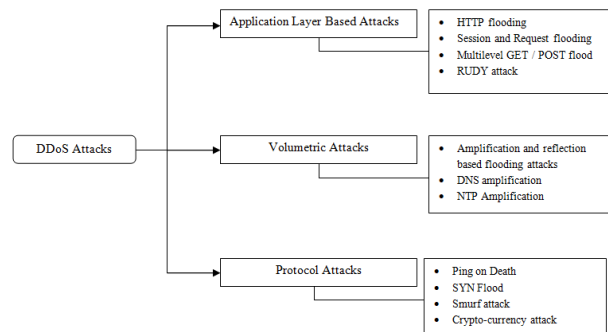 DDoS Attacks
Application Layer Based Attacks
• HTTP flooding
• Session and Request flooding
• Multilevel GET / POST flood
• RUDY attack
Volumetric Attacks
• Amplification and reflection
based flooding attacks
• DNS amplification
• NTP Amplification
Protocol Attacks
• Ping on Death
• SYN Flood
• Smurf attack
• Crypto-currency attack